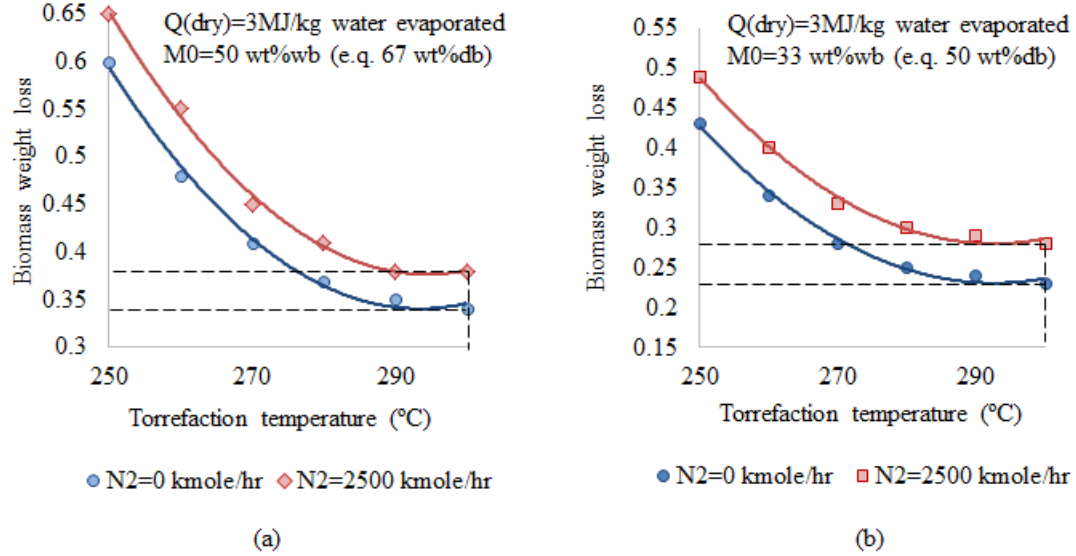 Q(dry)=3MJ/kg water evaporated
M0=50 wt%wb (e.q. 67 wt%db)
Biomass weight loss
0.65
0.6
0.55
0.5
0.45
0.4
0.35
0.3
250
270
290
Torrefaction temperature (ºC)
N2=0 kmole/hr
N2=2500 kmole/hr
(a)
Q(dry)=3MJ/kg water evaporated
M0=33 wt%wb (e.q. 50 wt%db)
Biomass weight loss
0.55
0.5
0.45
0.4
0.35
0.3
0.25
0.2
0.15
250
270
290
Torrefaction temperature (ºC)
N2=0 kmole/hr
N2=2500 kmole/hr
(b)